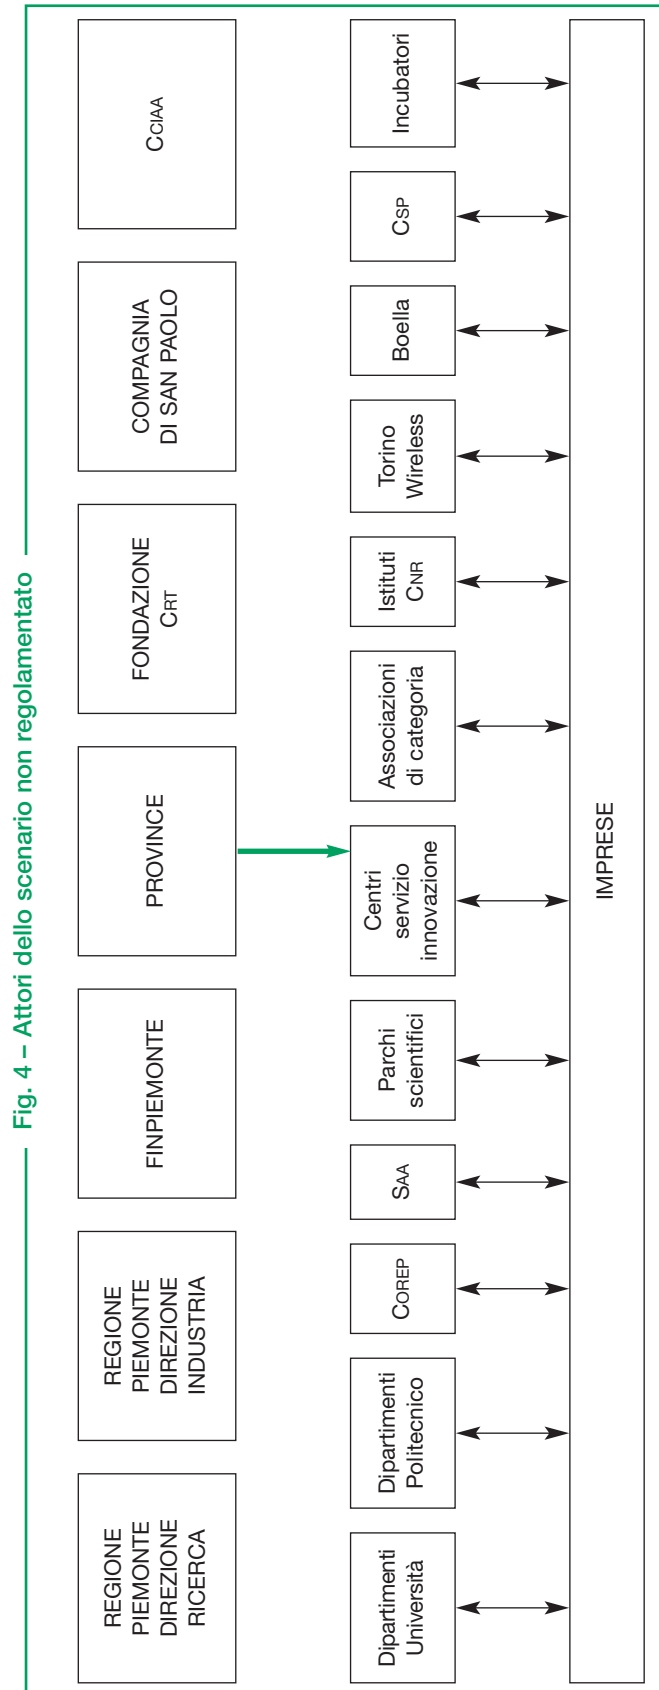 Fig. 4 – Attori dello scenario non regolamentato
REGIONE
PIEMONTE
DIREZIONE
RICERCA
REGIONE
PIEMONTE
DIREZIONE
INDUSTRIA
FINPIEMONTE
PROVINCE
FONDAZIONE
CRT
COMPAGNIA
DI SAN PAOLO
CCIAA
Dipartimenti
Università
Dipartimenti
Politecnico
COREP
SAA
Parchi
scientifici
Centri
servizio
innovazione
Associazioni
di categoria
Istituti
CNR
Torino
Wireless
Boella
CSP
Incubatori
IMPRESE